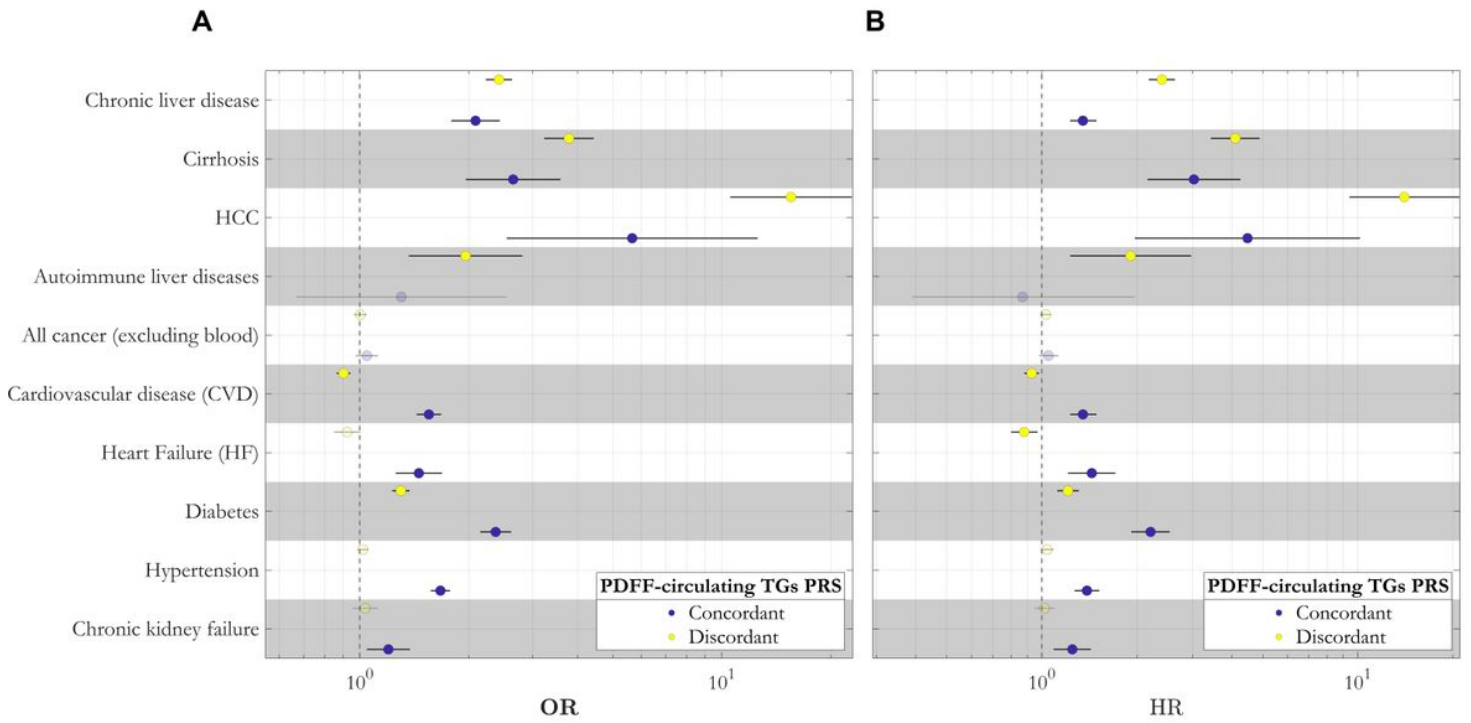 A
B
Chronic liver disease
Cirrhosis
HCC
Autoimmune liver diseases
All cancer (excluding blood)
Cardiovascular disease (CVD)
Heart Failure (HF)
Diabetes
Hypertension
Chronic kidney failure
PDFF-circulating TGs PRS
Concordant
Discordant
PDFF-circulating TGs PRS
Concordant
Discordant
10⁰ 10¹
10⁰ 10¹
OR
HR